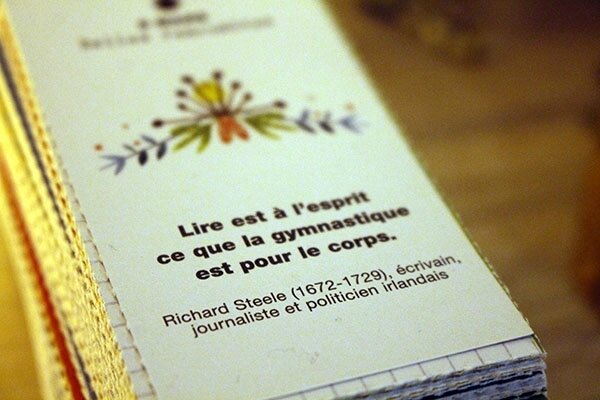 Lire est à l'esprit
ce que la gymnastique
est pour le corps.
Richard Steele (1672-1729), écrivain,
journaliste et politicien irlandais